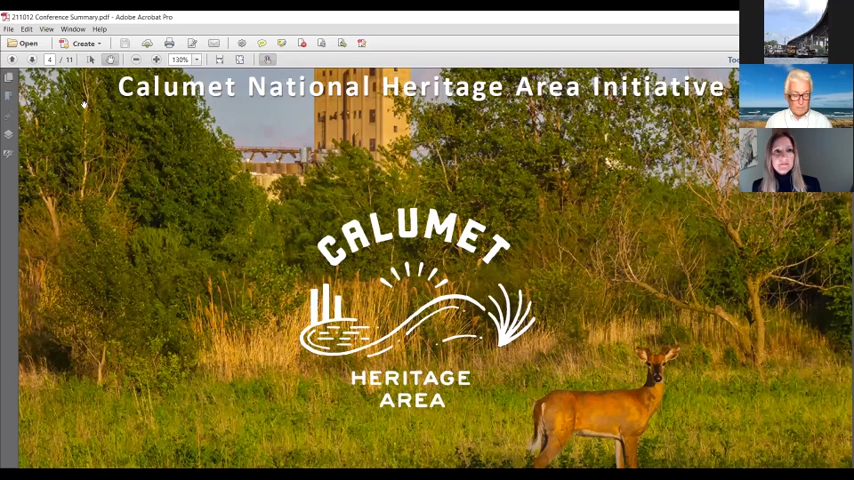 211012 Conference Summary.pdf - Adobe Acrobat Pro
File Edit View Window Help
Open Create
4 / 11 130% Too
Calumet National Heritage Area Initiative
CALUMET
HERITAGE
AREA